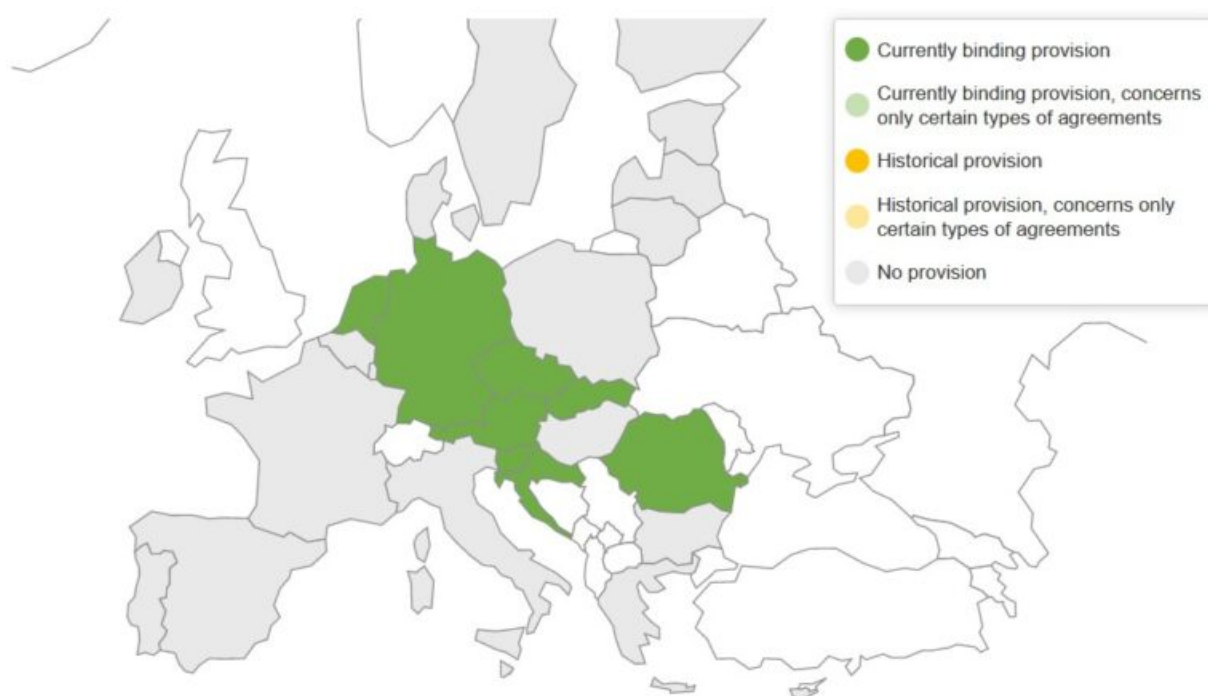 Currently binding provision
Currently binding provision, concerns
only certain types of agreements
Historical provision
Historical provision, concerns only
certain types of agreements
No provision